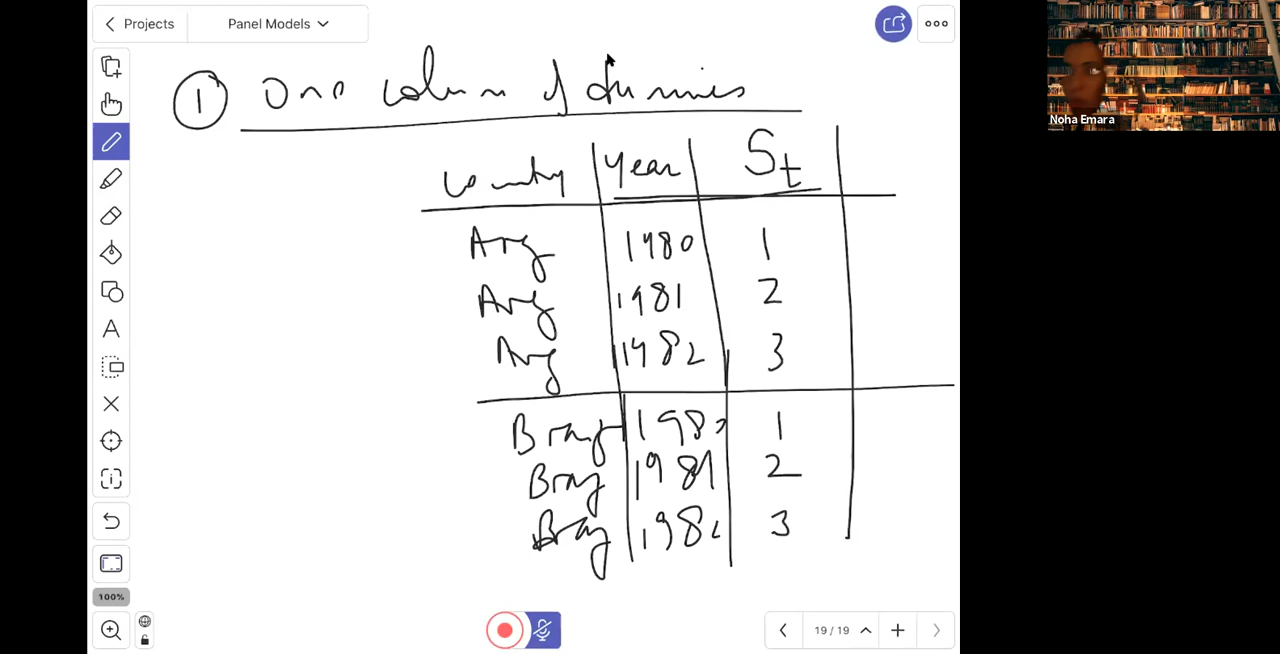 Projects
Panel Models
Noha Emara
1 One column of dummies
Country Year St
Arg 1980 1
Arg 1981 2
Arg 1982 3
Braz 1980 1
Braz 1981 2
Braz 1982 3
A
100%
19 / 19